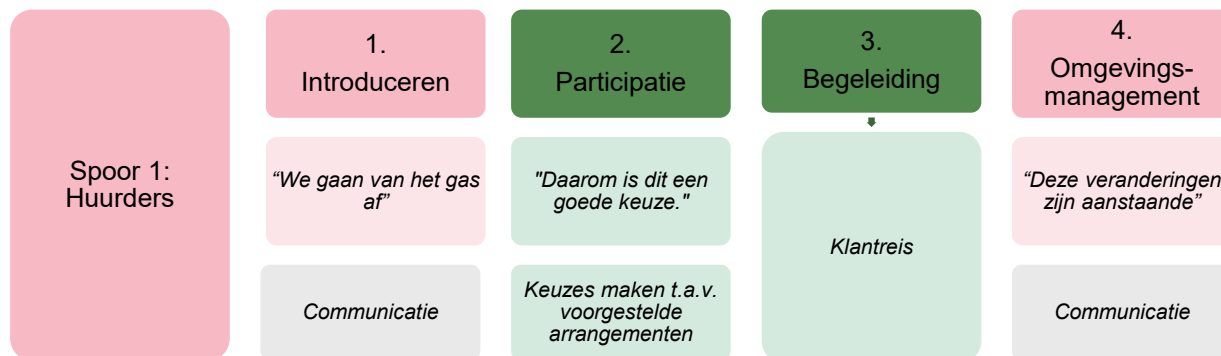 Spoor 1:
Huurders
1.
Introduceren
“We gaan van het gas
af”
Communicatie
2.
Participatie
"Daarom is dit een
goede keuze."
Keuzes maken t.a.v.
voorgestelde
arrangementen
3.
Begeleiding
Klantreis
4.
Omgevings-
management
“Deze veranderingen
zijn aanstaande”
Communicatie